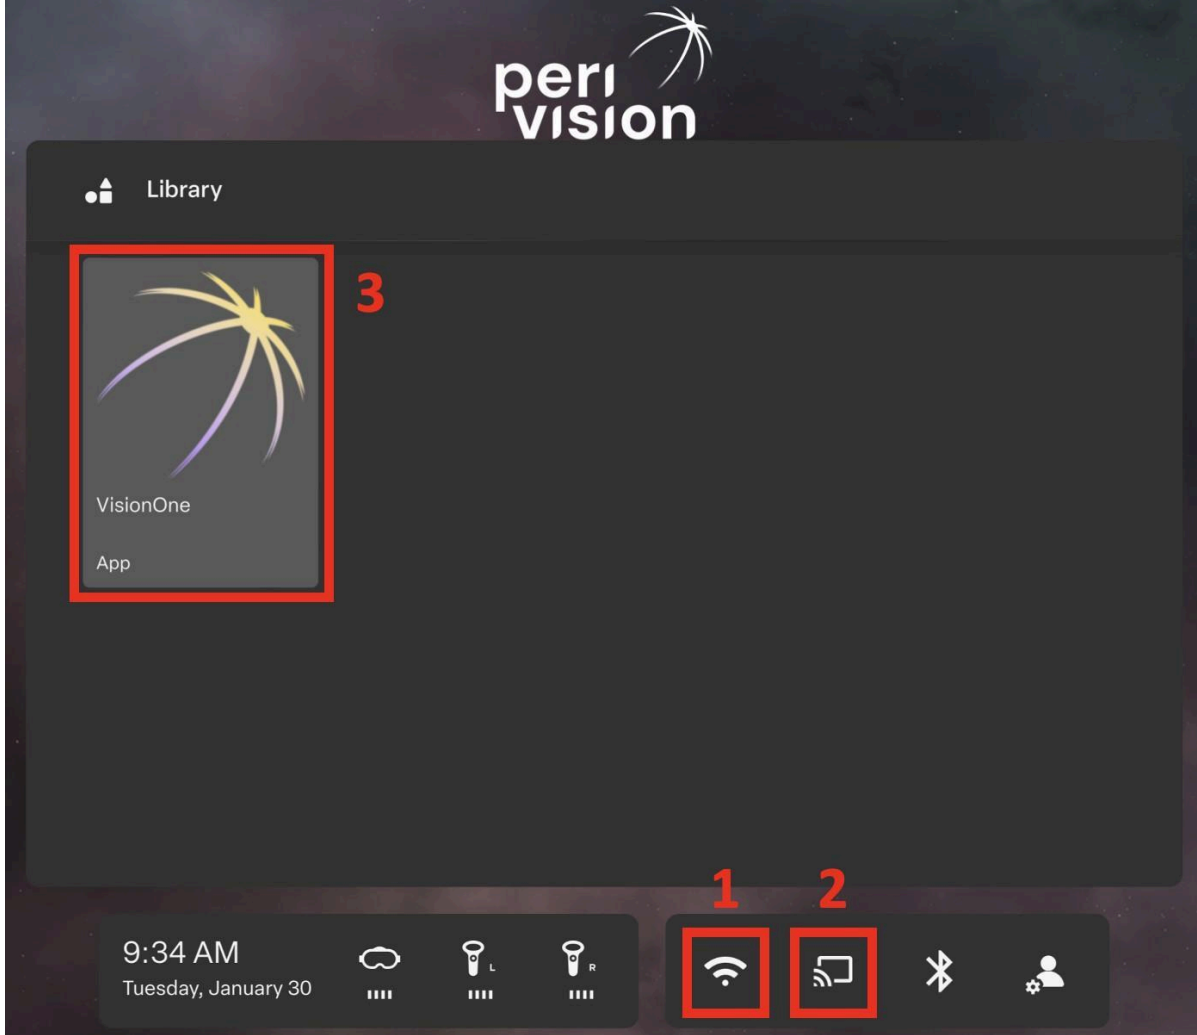 peri
vision
Library
3
VisionOne
App
1 2
9:34 AM
Tuesday, January 30
L
R